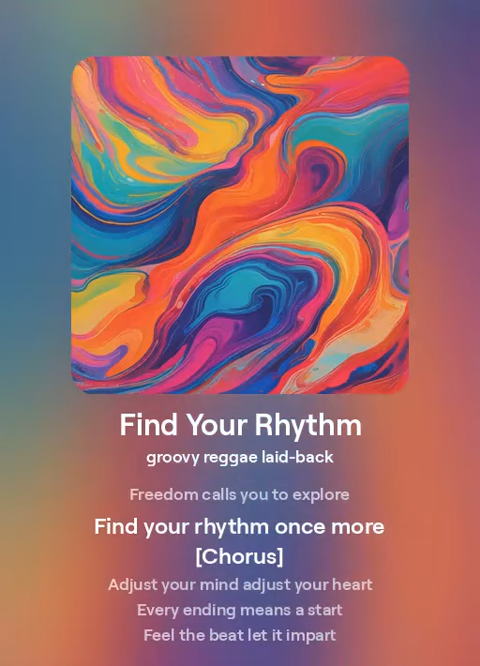 Find Your Rhythm
groovy reggae laid-back
Freedom calls you to explore
Find your rhythm once more
[Chorus]
Adjust your mind adjust your heart
Every ending means a start
Feel the beat let it impart